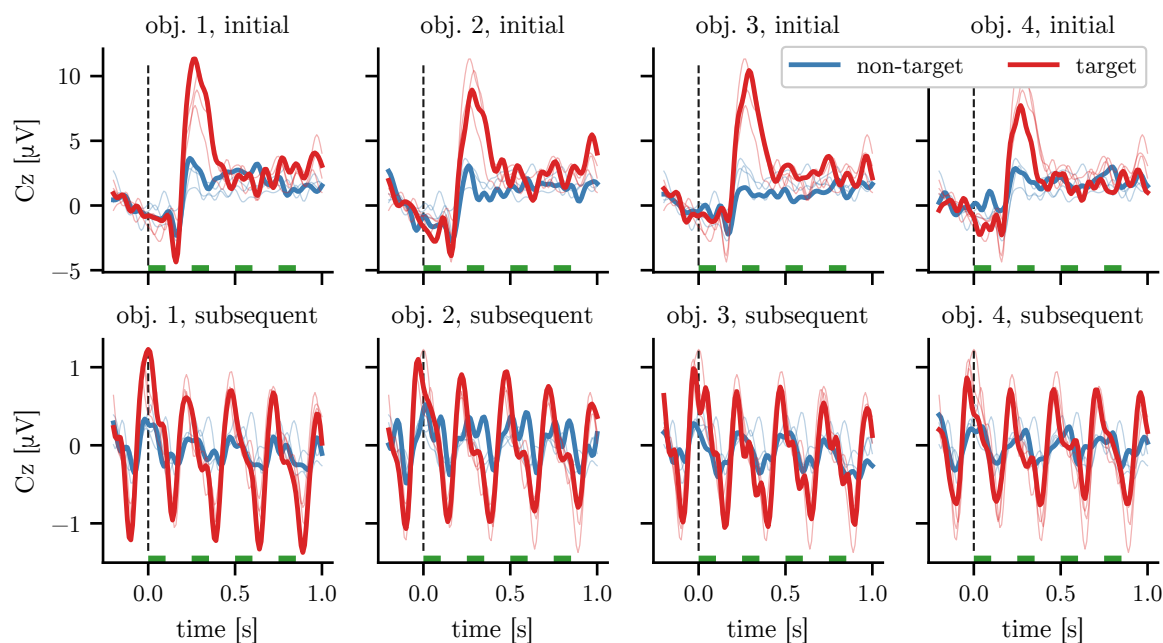 obj. 1, initial
obj. 2, initial
obj. 3, initial
obj. 4, initial
non-target
target
Cz [µV]
10
5
0
−5
obj. 1, subsequent
obj. 2, subsequent
obj. 3, subsequent
obj. 4, subsequent
Cz [µV]
1
0
−1
0.0 0.5 1.0
0.0 0.5 1.0
0.0 0.5 1.0
0.0 0.5 1.0
time [s]
time [s]
time [s]
time [s]